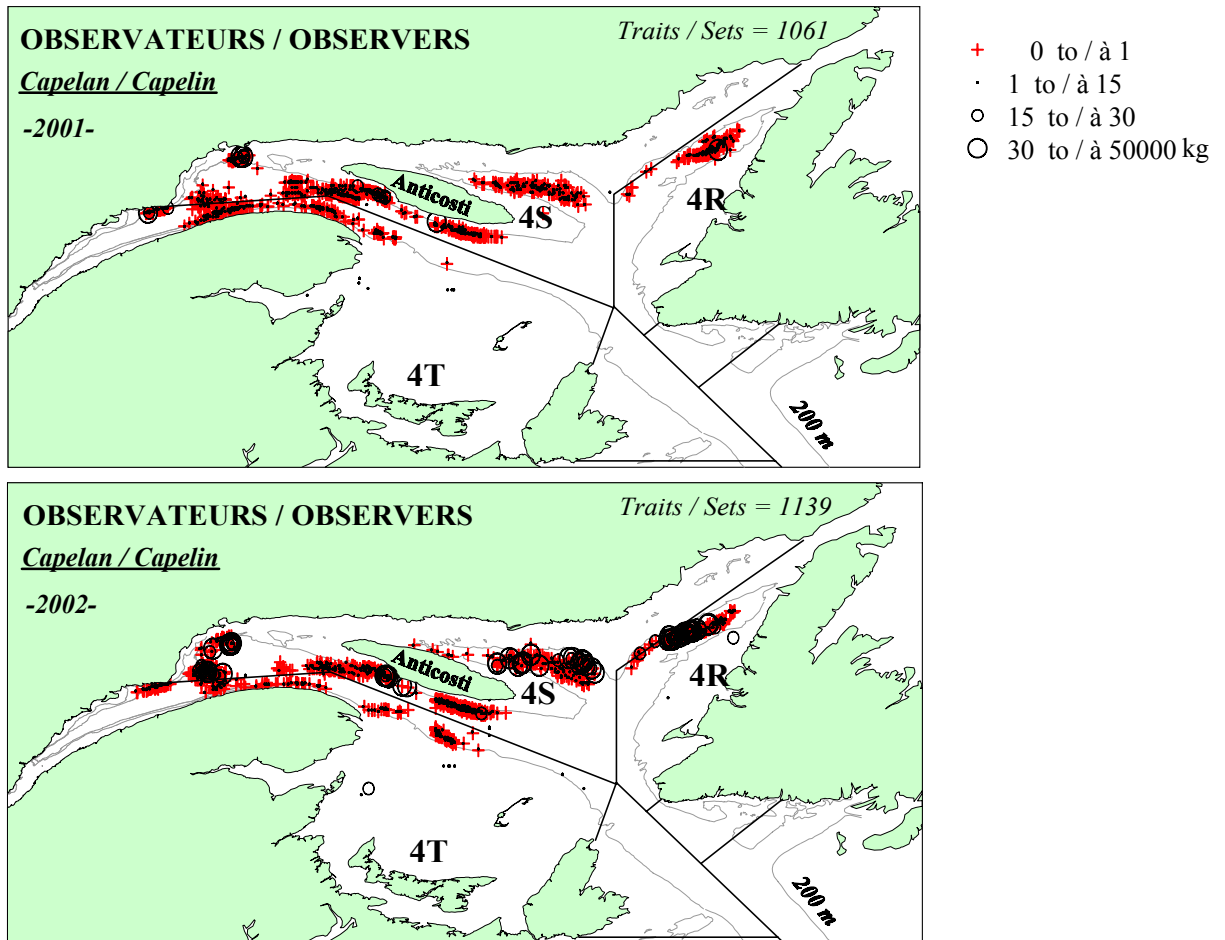 OBSERVATEURS / OBSERVERS
Traits / Sets = 1061
Capelan / Capelin
-2001-
Anticosti
4S
4R
4T
200 m
0 to / à 1
1 to / à 15
15 to / à 30
30 to / à 50000 kg
OBSERVATEURS / OBSERVERS
Traits / Sets = 1139
Capelan / Capelin
-2002-
Anticosti
4S
4R
4T
200 m